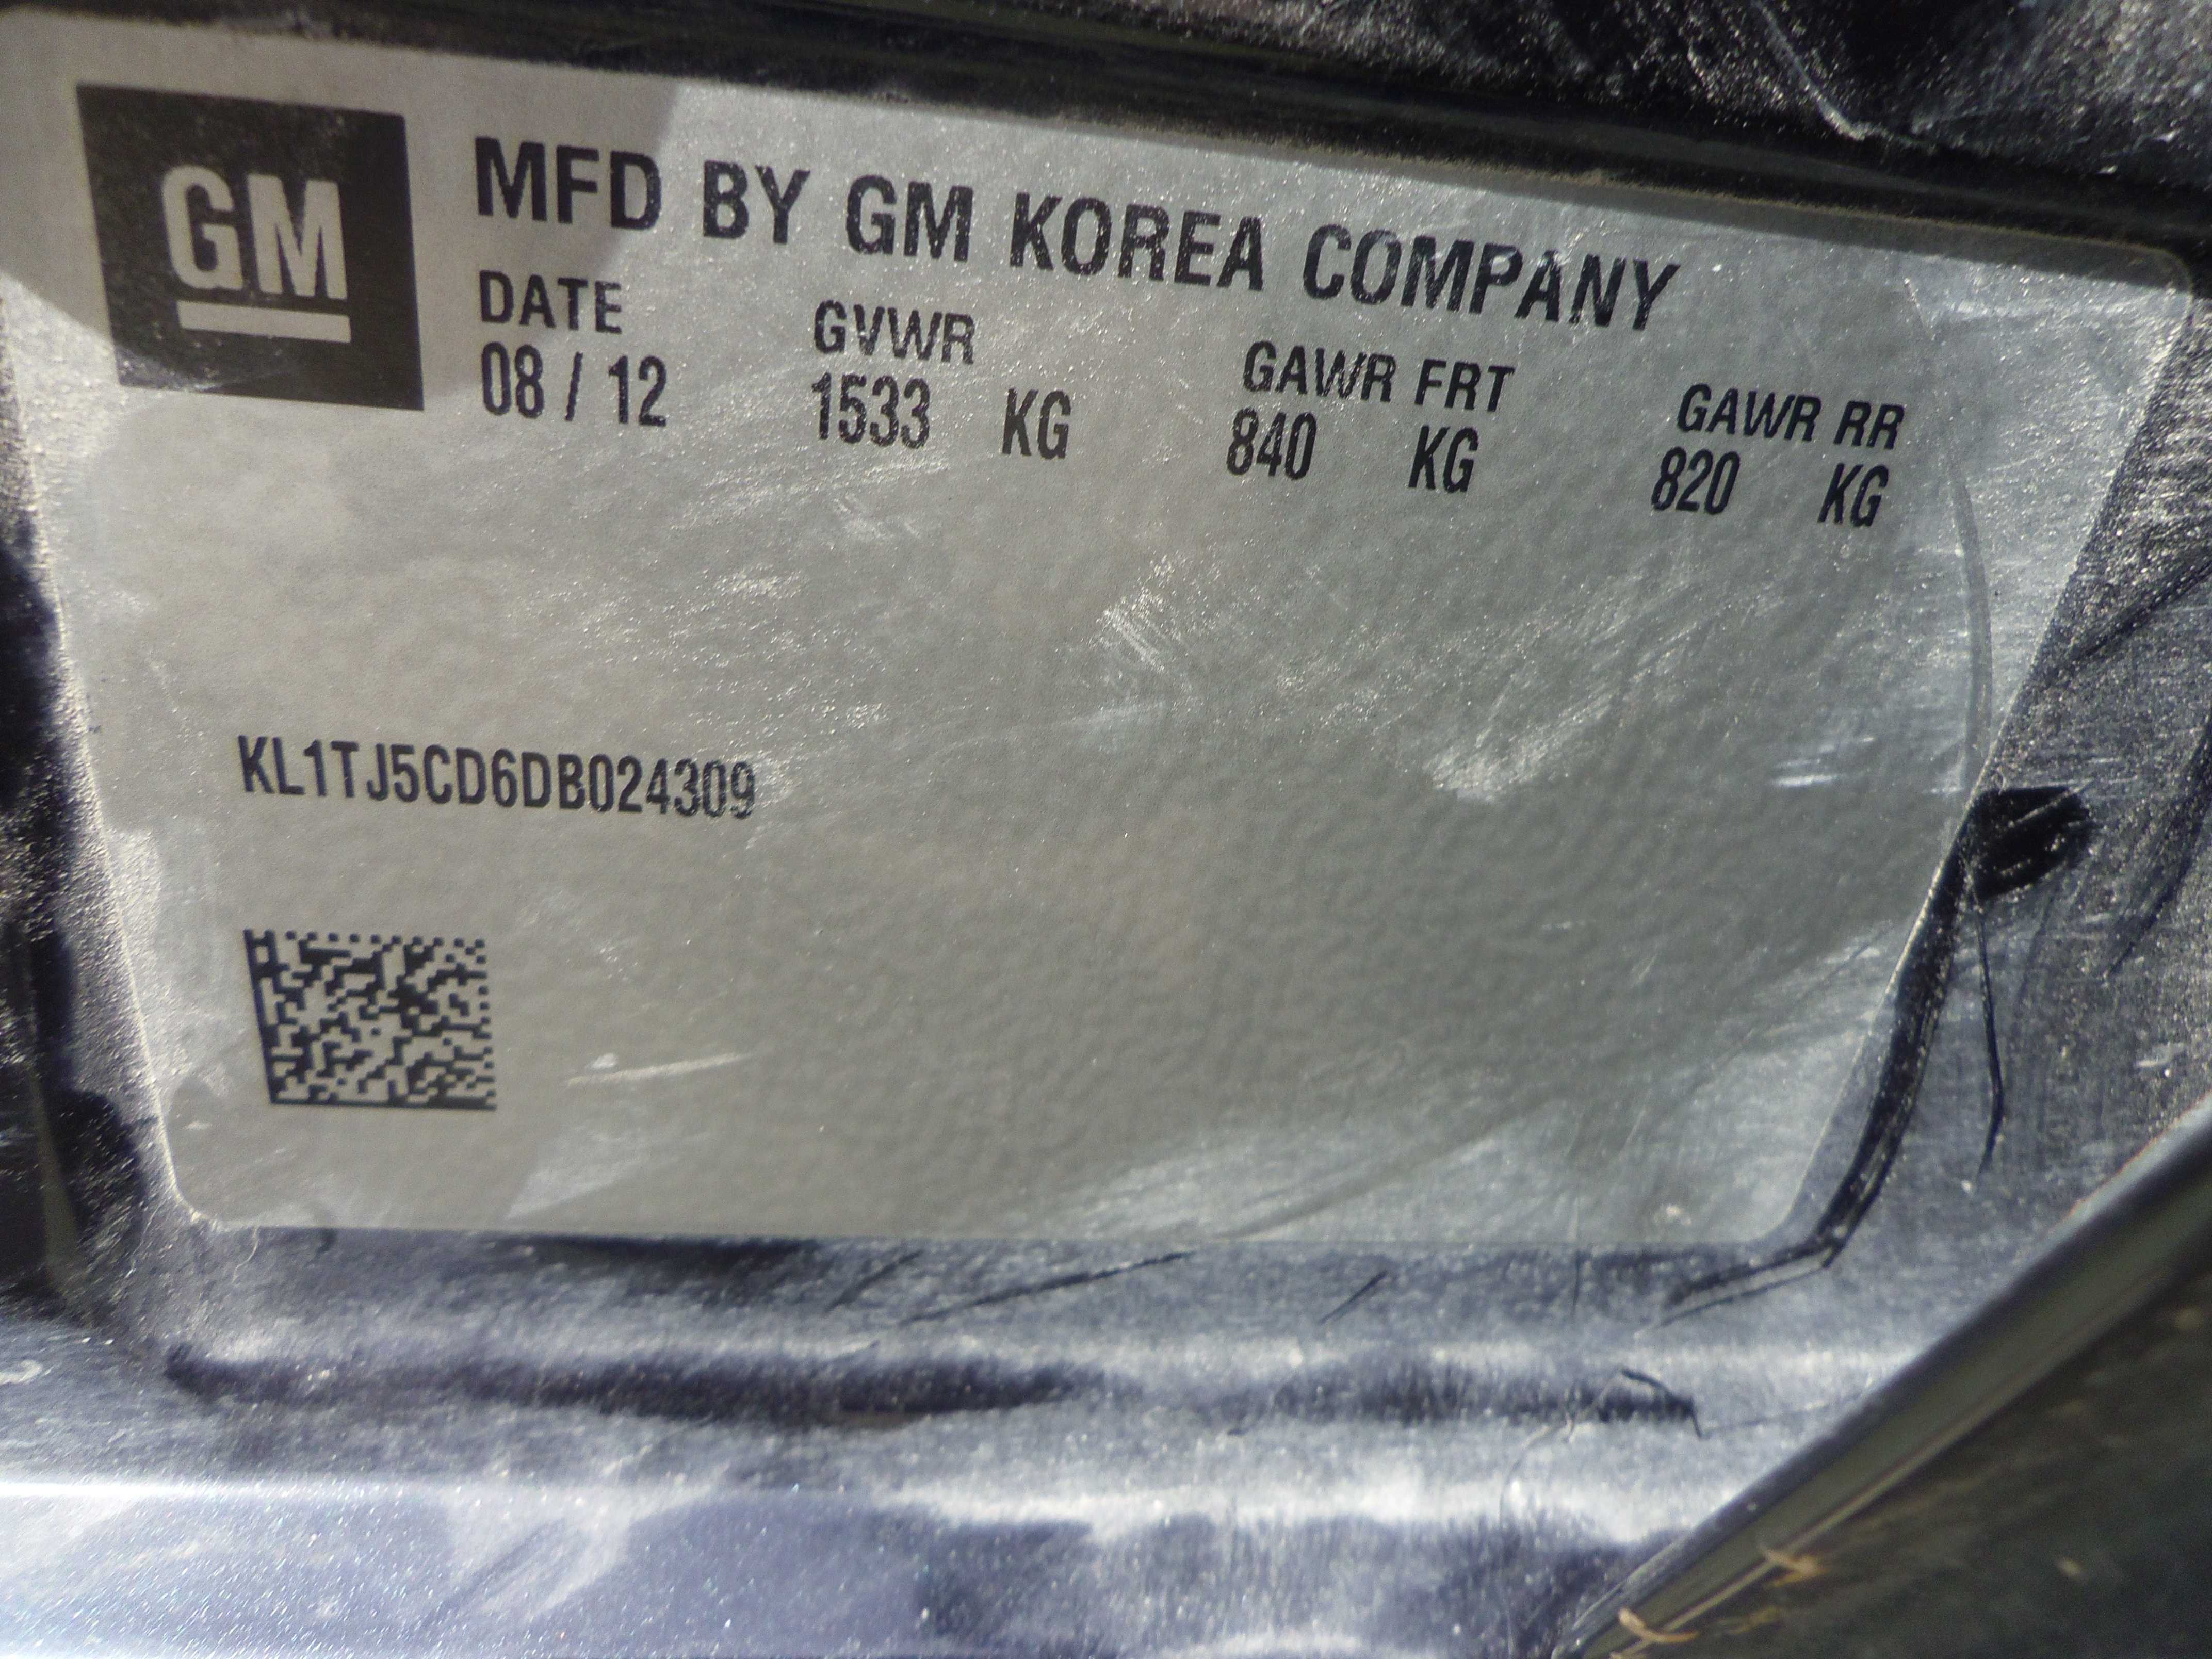 GM
MFD BY GM KOREA COMPANY
DATE GVWR GAWR FRT GAWR RR
08 / 12 1533 KG 840 KG 820 KG
KL1TJ5CD6DB024309